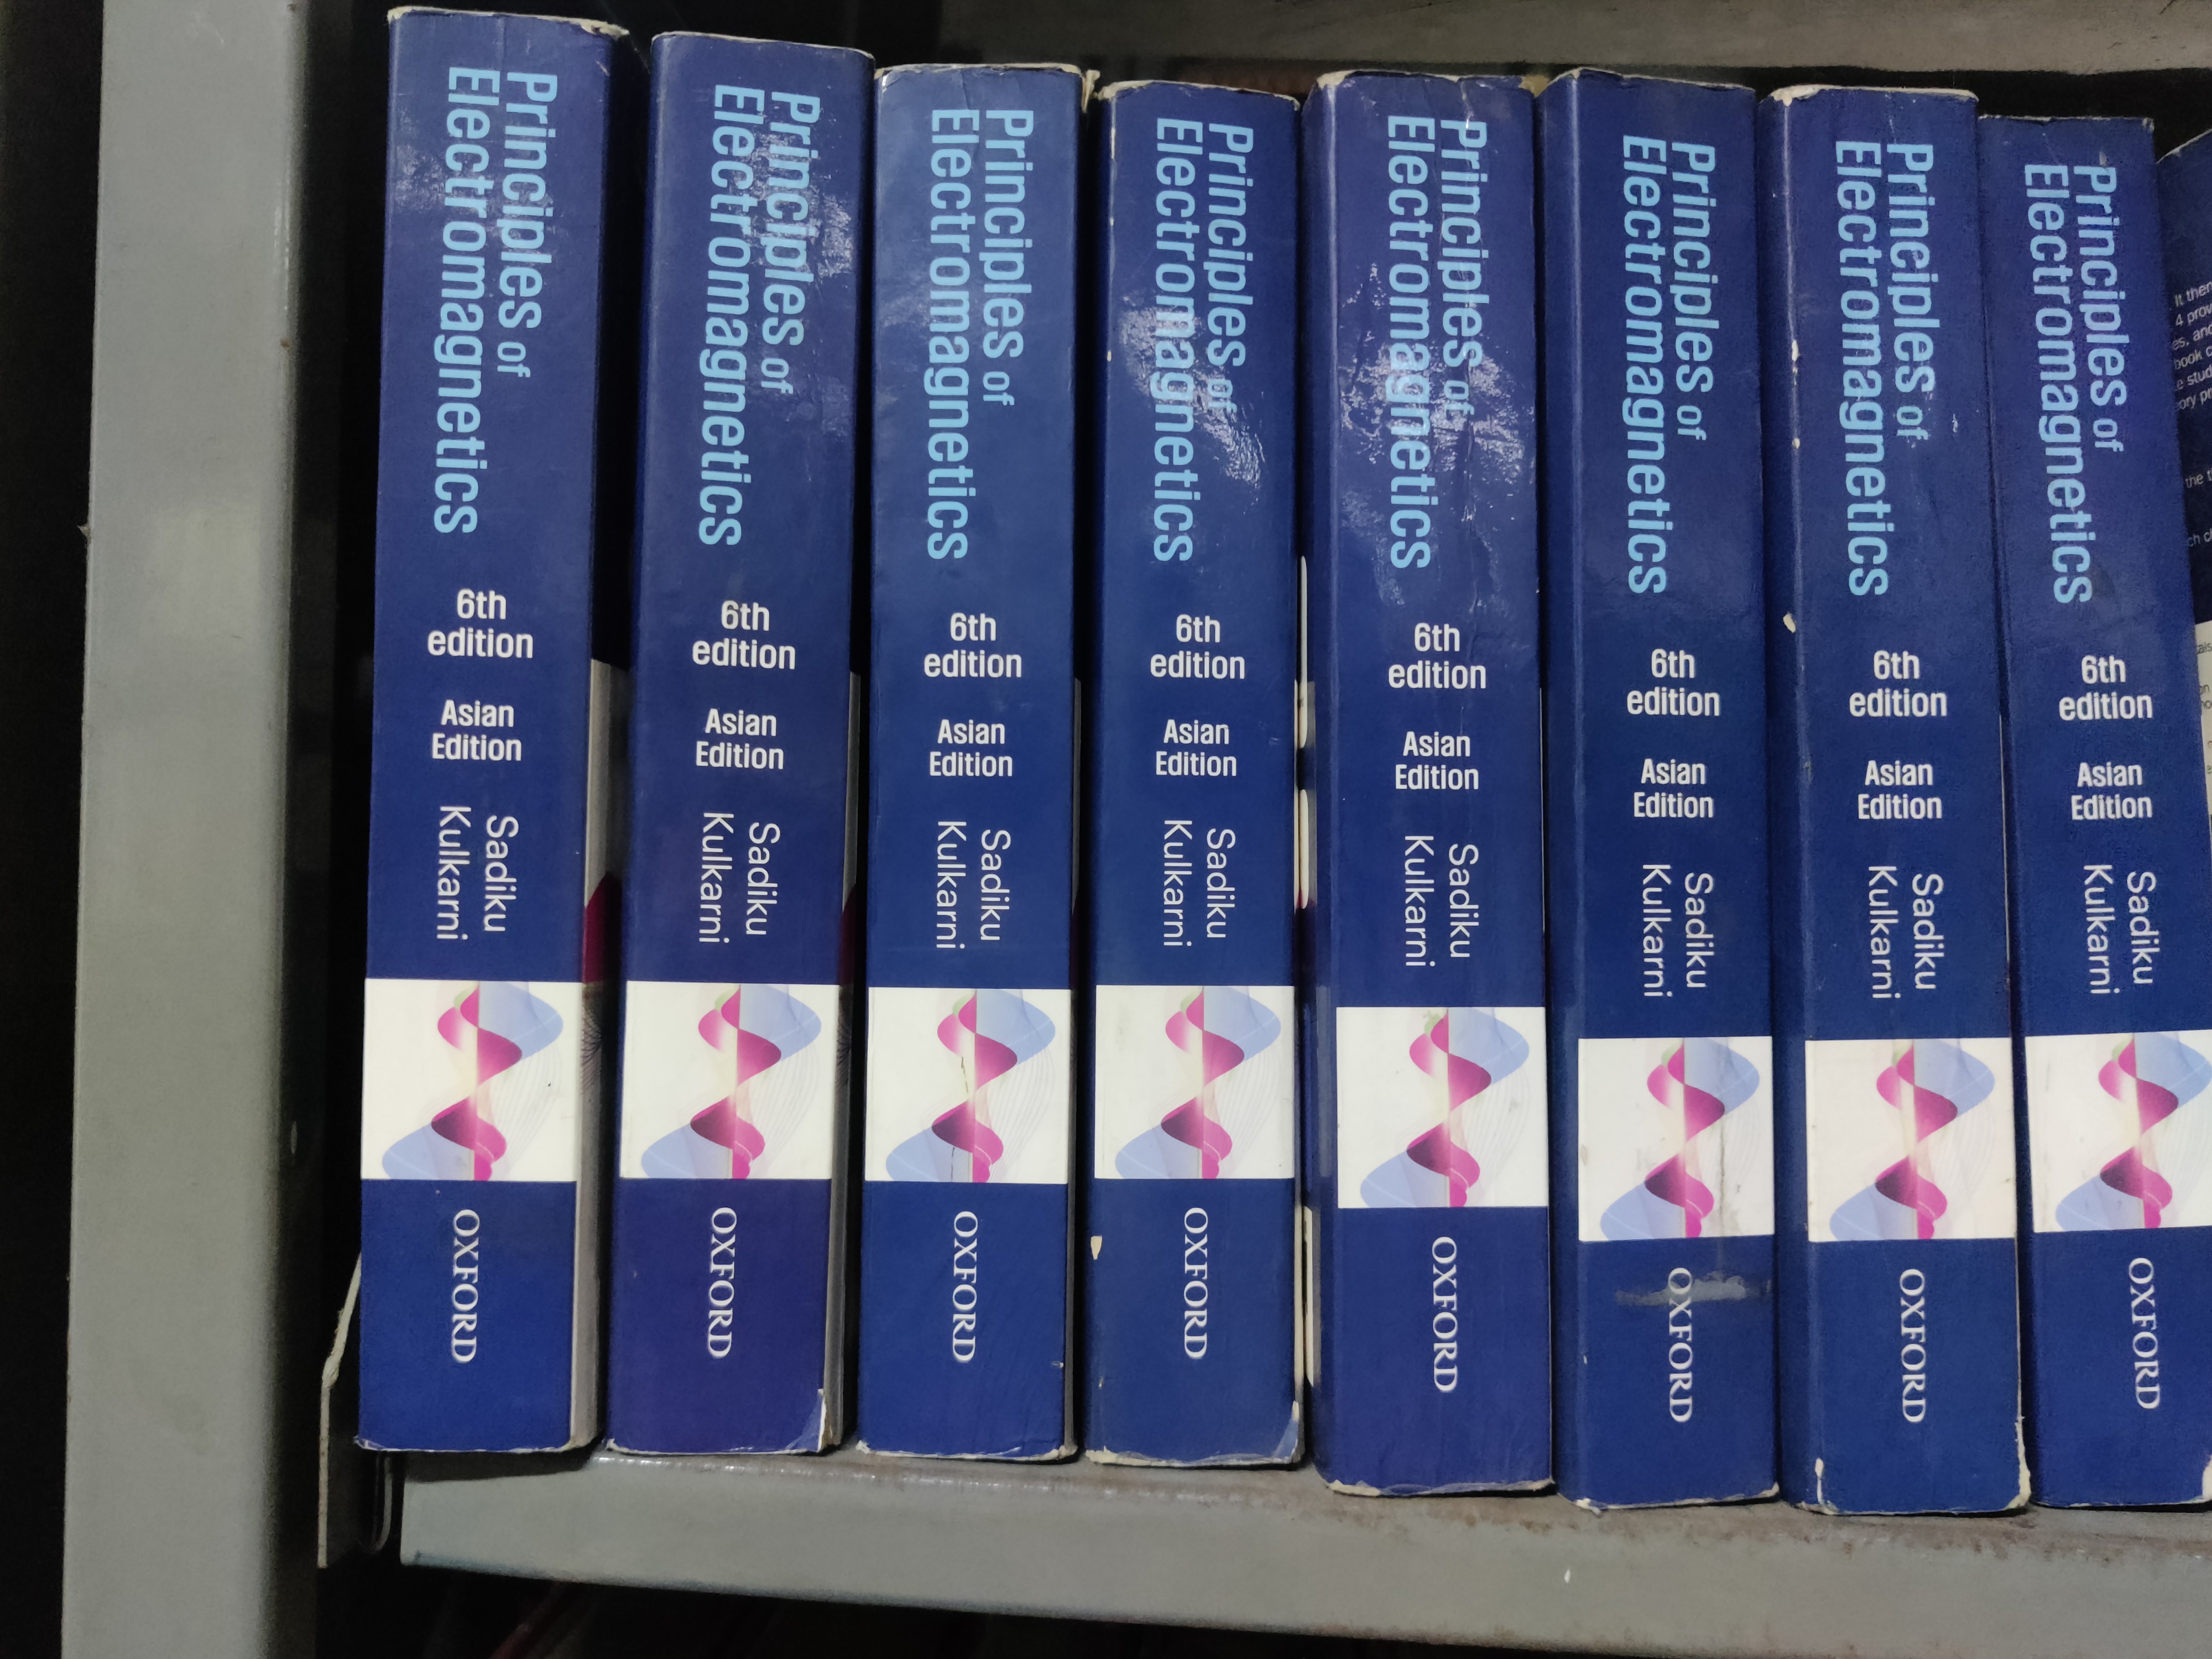 Principles of
Electromagnetics
6th
edition
Asian
Edition
Sadiku
Kulkarni
OXFORD
Principles of
Electromagnetics
6th
edition
Asian
Edition
Sadiku
Kulkarni
OXFORD
Principles of
Electromagnetics
6th
edition
Asian
Edition
Sadiku
Kulkarni
OXFORD
Principles of
Electromagnetics
6th
edition
Asian
Edition
Sadiku
Kulkarni
OXFORD
Principles of
Electromagnetics
6th
edition
Asian
Edition
Sadiku
Kulkarni
OXFORD
Principles of
Electromagnetics
6th
edition
Asian
Edition
Sadiku
Kulkarni
OXFORD
Principles of
Electromagnetics
6th
edition
Asian
Edition
Sadiku
Kulkarni
OXFORD
Principles of
Electromagnetics
6th
edition
Asian
Edition
Sadiku
Kulkarni
OXFORD
It
4
book
the